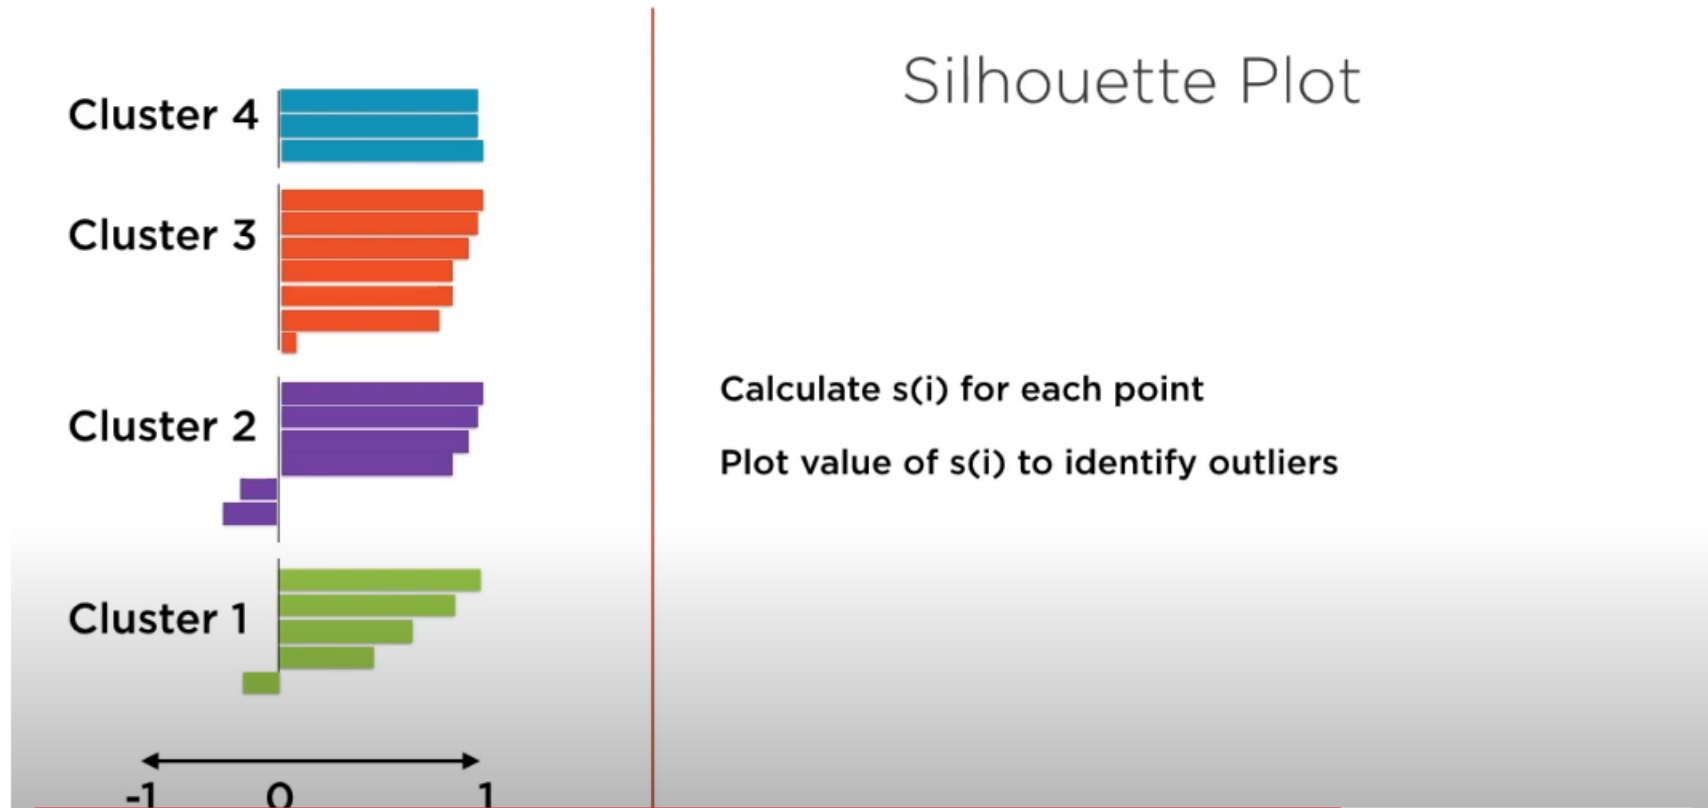 Silhouette Plot
Cluster 4
Cluster 3
Cluster 2
Cluster 1
-1 0 1
Calculate s(i) for each point
Plot value of s(i) to identify outliers